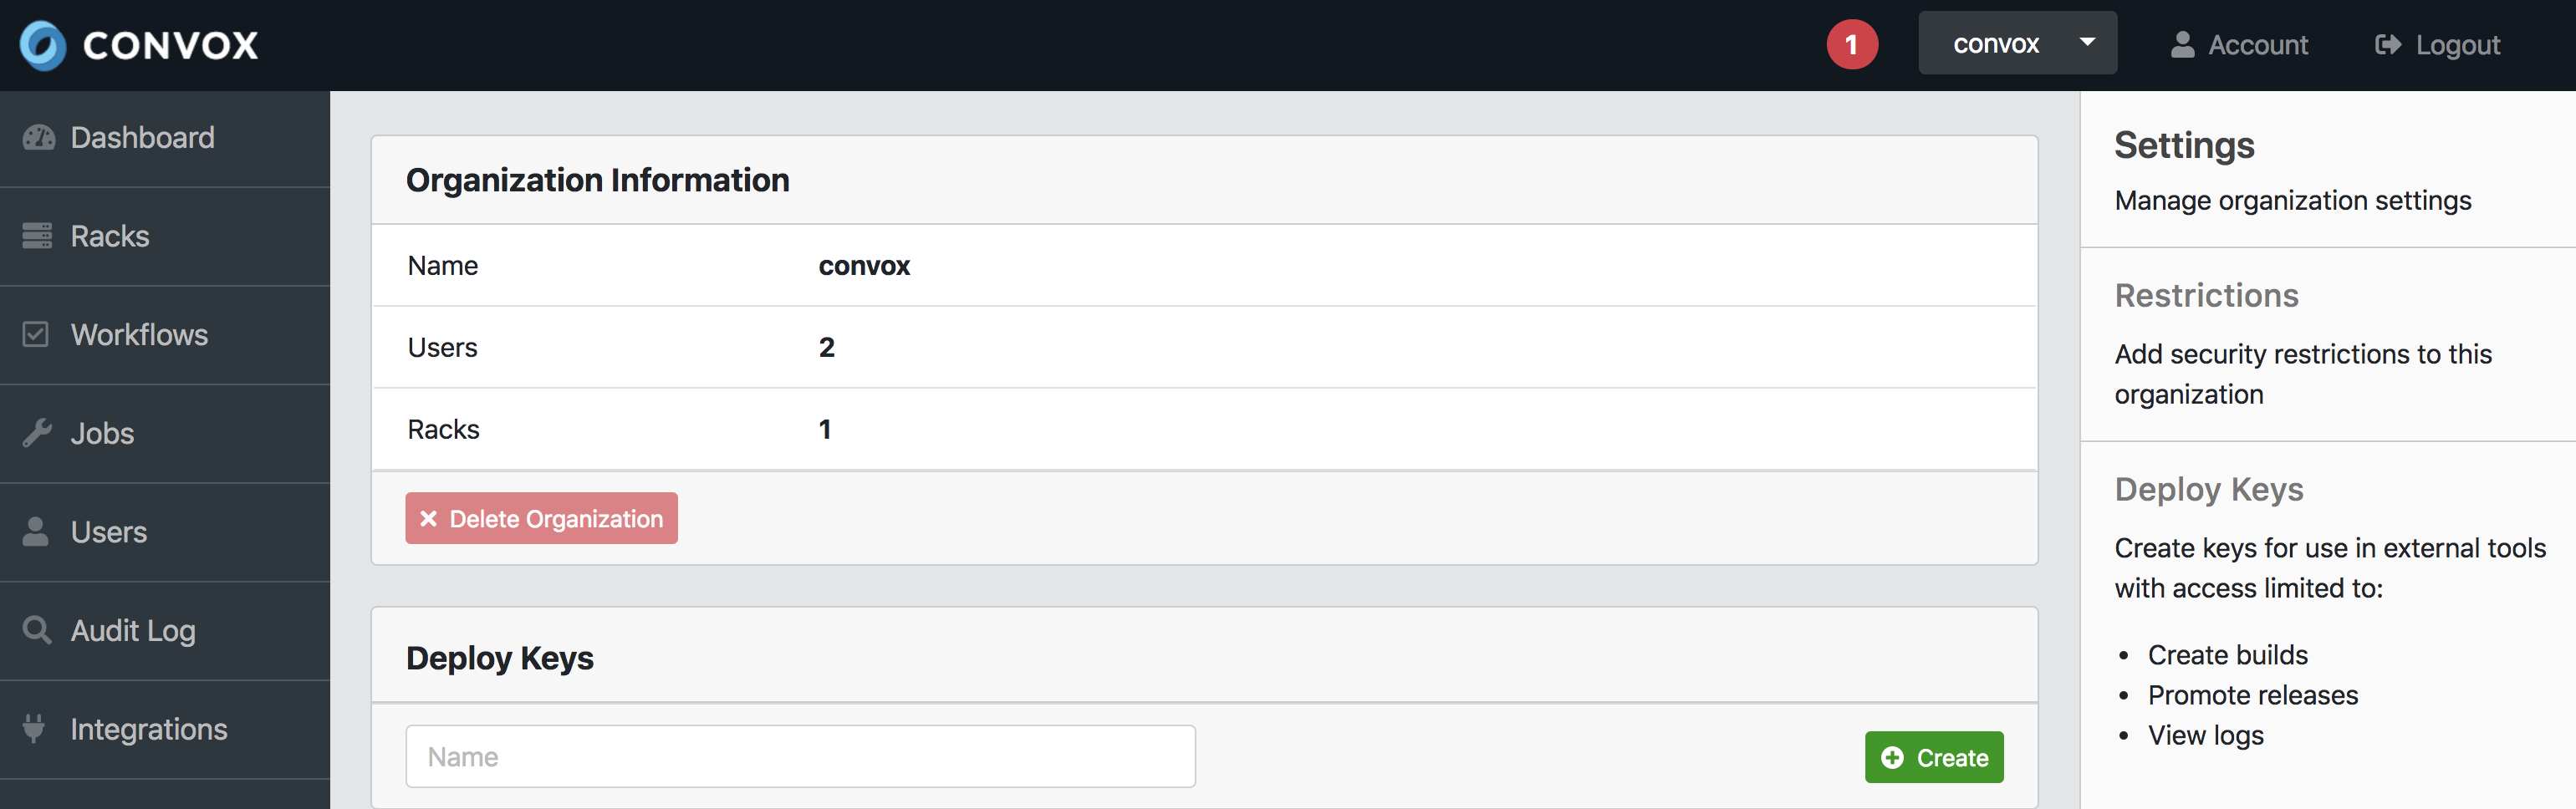 CONVOX
1
convox
Account
Logout
Dashboard
Racks
Workflows
Jobs
Users
Audit Log
Integrations
Organization Information
Name convox
Users 2
Racks 1
Delete Organization
Deploy Keys
Name
Create
Settings
Manage organization settings
Restrictions
Add security restrictions to this
organization
Deploy Keys
Create keys for use in external tools
with access limited to:
• Create builds
• Promote releases
• View logs